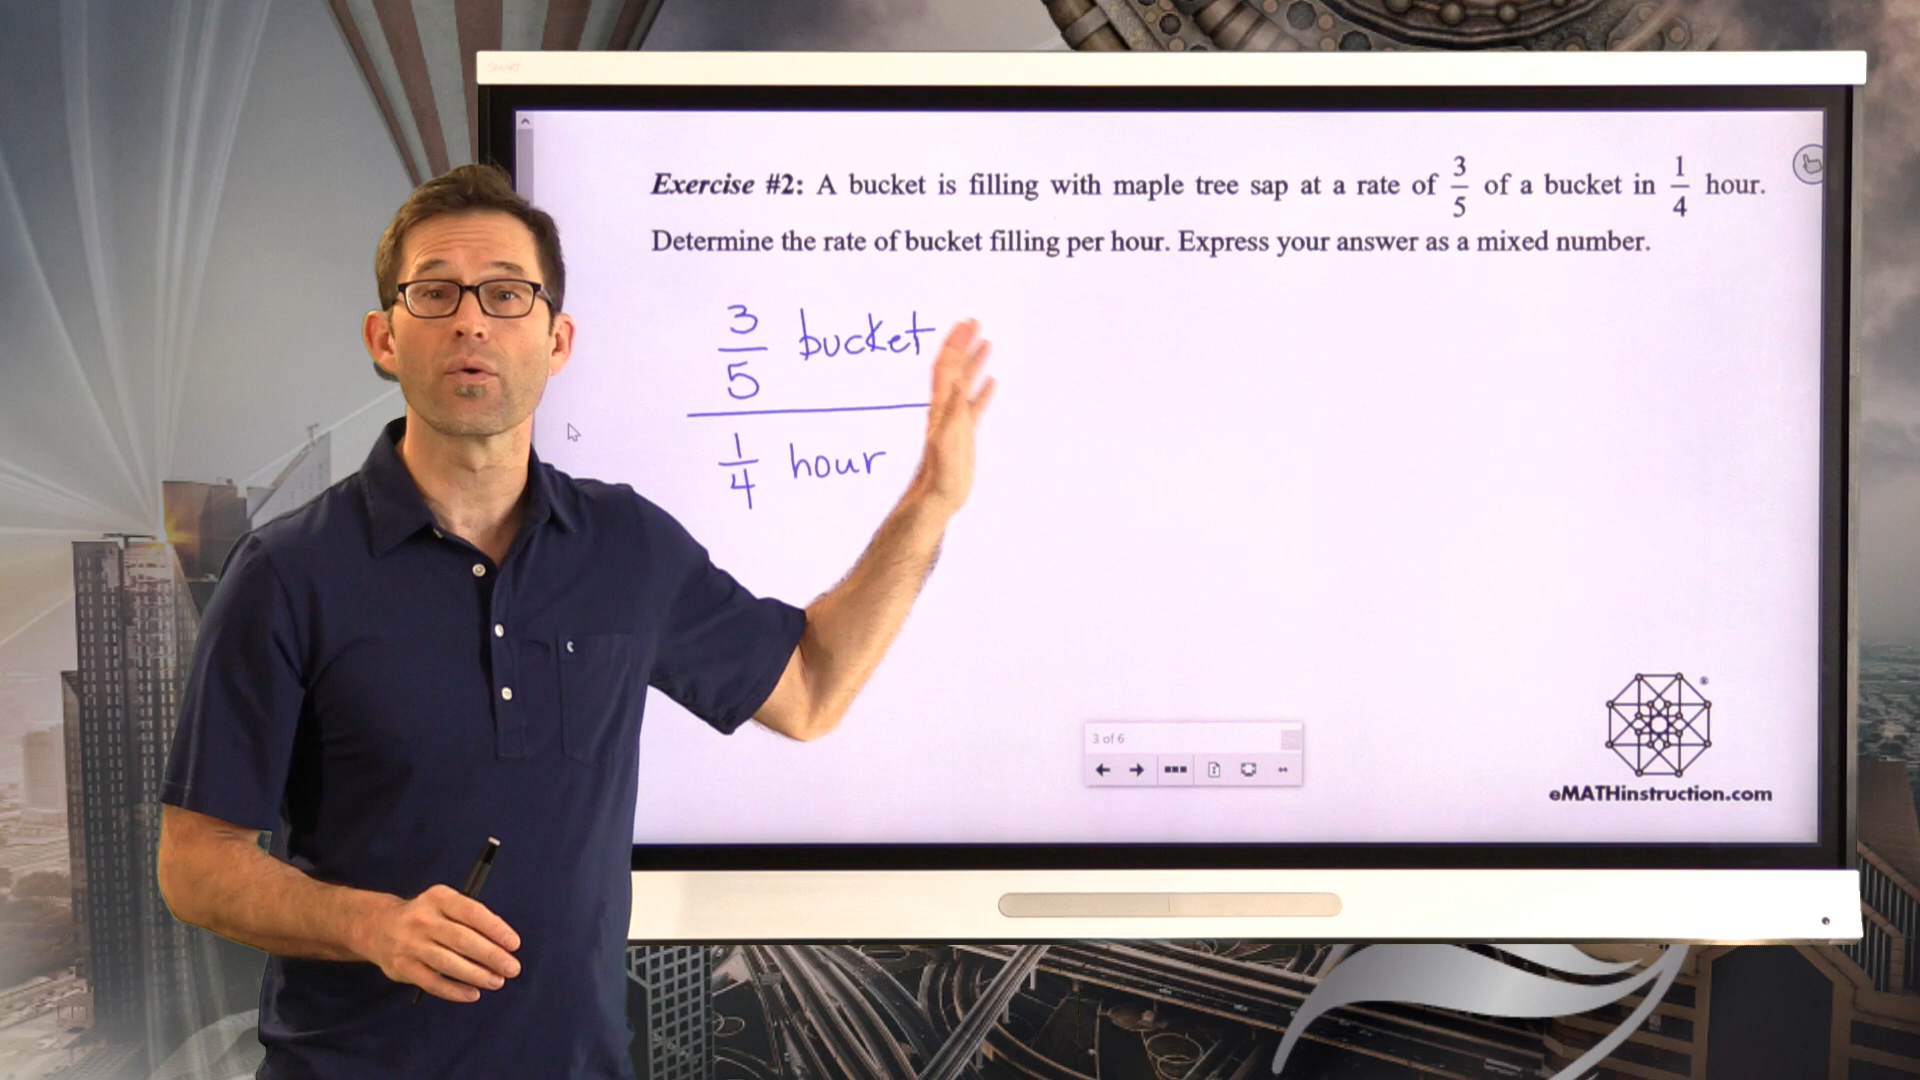 SMART
Exercise #2: A bucket is filling with maple tree sap at a rate of 3/5 of a bucket in 1/4 hour.
Determine the rate of bucket filling per hour. Express your answer as a mixed number.
3/5 bucket
1/4 hour
3 of 6
®
eMATHinstruction.com